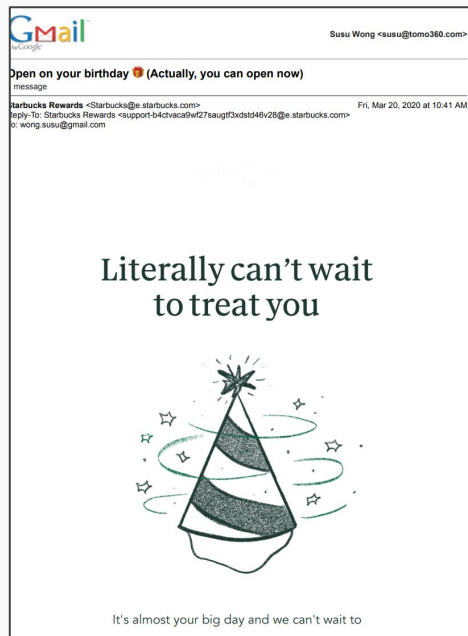 GMail
by Google
Susu Wong <susu@tomo360.com>
Open on your birthday 🎁 (Actually, you can open now)
message
Starbucks Rewards <Starbucks@e.starbucks.com>
Fri, Mar 20, 2020 at 10:41 AM
Reply-To: Starbucks Rewards <support-b4ctvaca9wf27saugtf3xdstd46v28@e.starbucks.com>
To: wong.susu@gmail.com
Literally can't wait
to treat you
It's almost your big day and we can't wait to